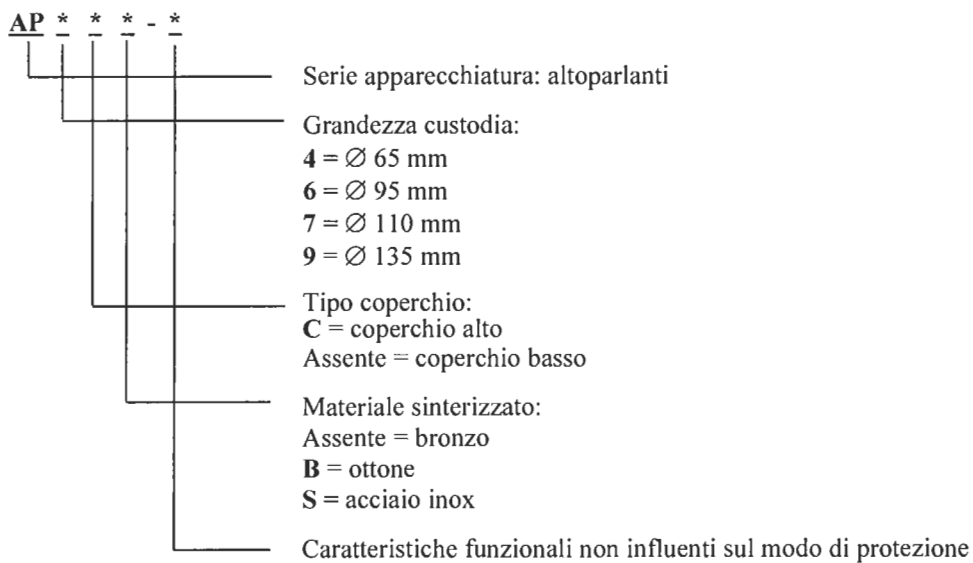 AP * * * - *
Serie apparecchiatura: altoparlanti
Grandezza custodia:
4 = ∅ 65 mm
6 = ∅ 95 mm
7 = ∅ 110 mm
9 = ∅ 135 mm
Tipo coperchio:
C = coperchio alto
Assente = coperchio basso
Materiale sinterizzato:
Assente = bronzo
B = ottone
S = acciaio inox
Caratteristiche funzionali non influenti sul modo di protezione